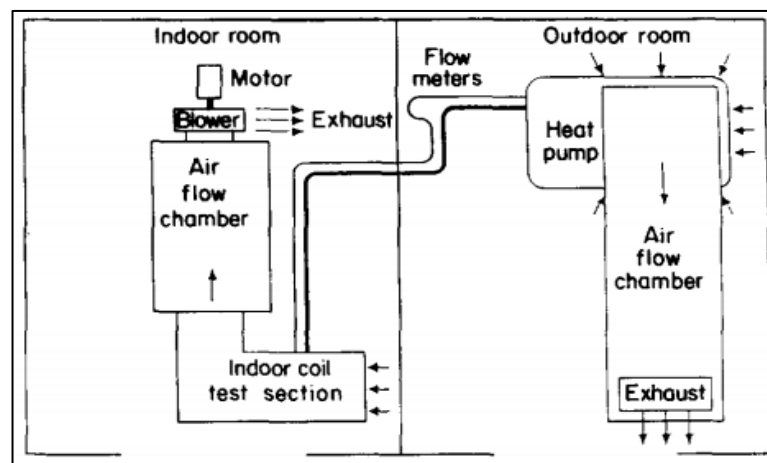 Indoor room
Motor
Blower
Exhaust
Air
flow
chamber
Indoor coil
test section
Flow
meters
Outdoor room
Heat
pump
Air
flow
chamber
Exhaust